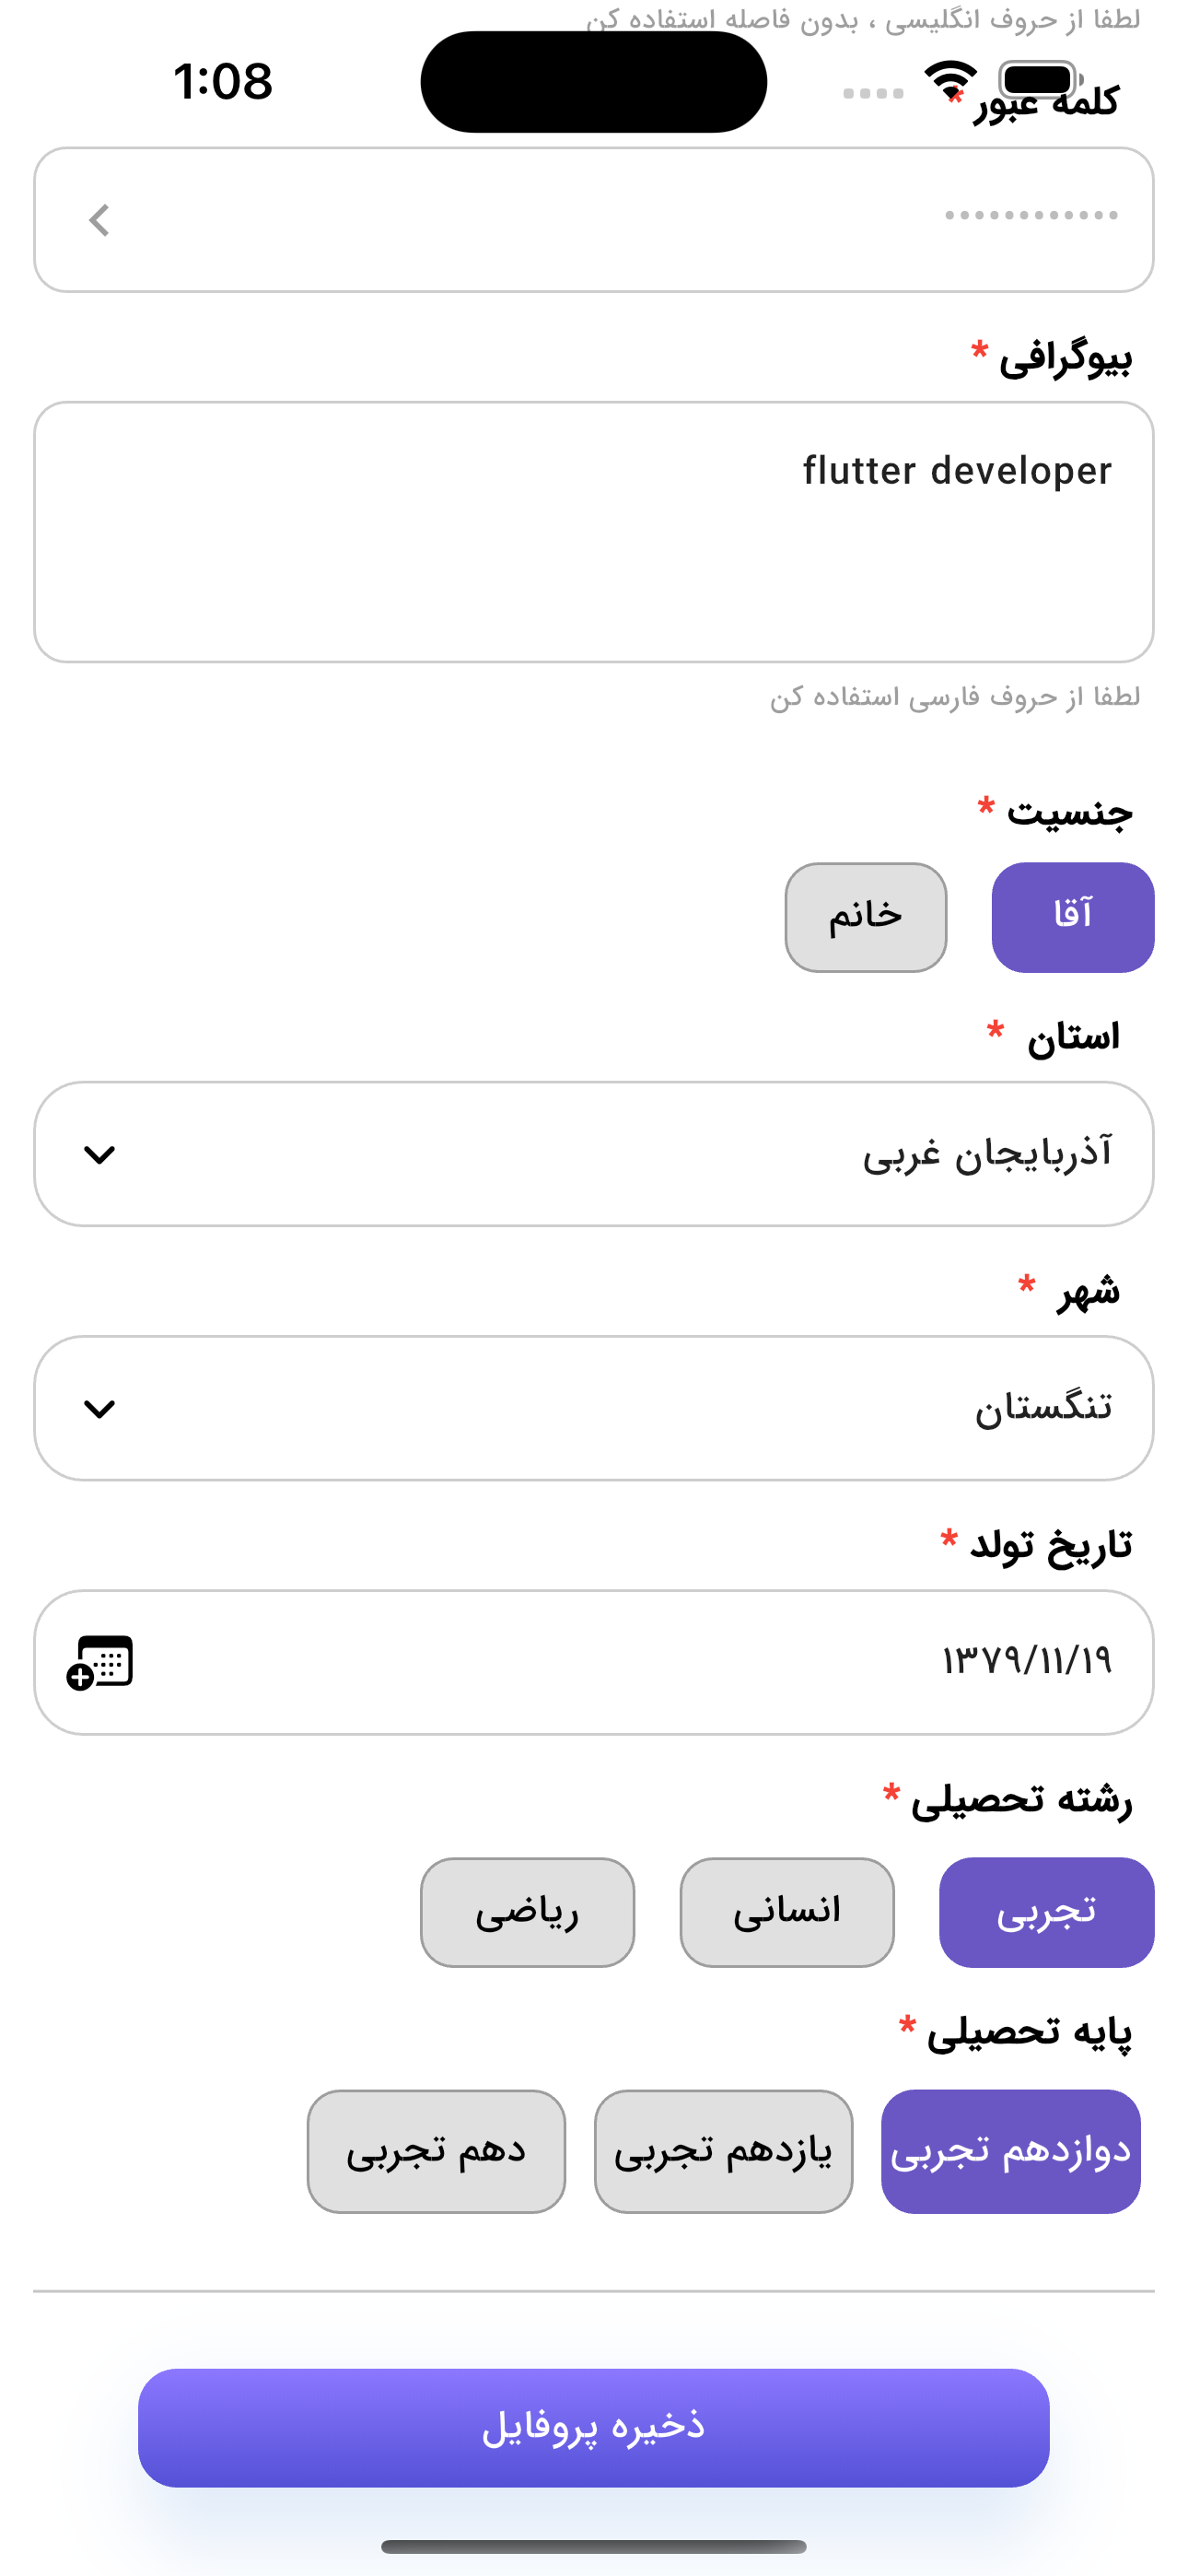 لطفا از حروف انگلیسی ، بدون فاصله استفاده کن
1:08
کلمه عبور *
••••••••••••
بیوگرافی *
flutter developer
لطفا از حروف فارسی استفاده کن
جنسیت *
آقا خانم
استان *
آذربایجان غربی
شهر *
تنگستان
تاریخ تولد *
۱۳۷۹/۱۱/۱۹
رشته تحصیلی *
تجربی انسانی ریاضی
پایه تحصیلی *
دوازدهم تجربی یازدهم تجربی دهم تجربی
ذخیره پروفایل